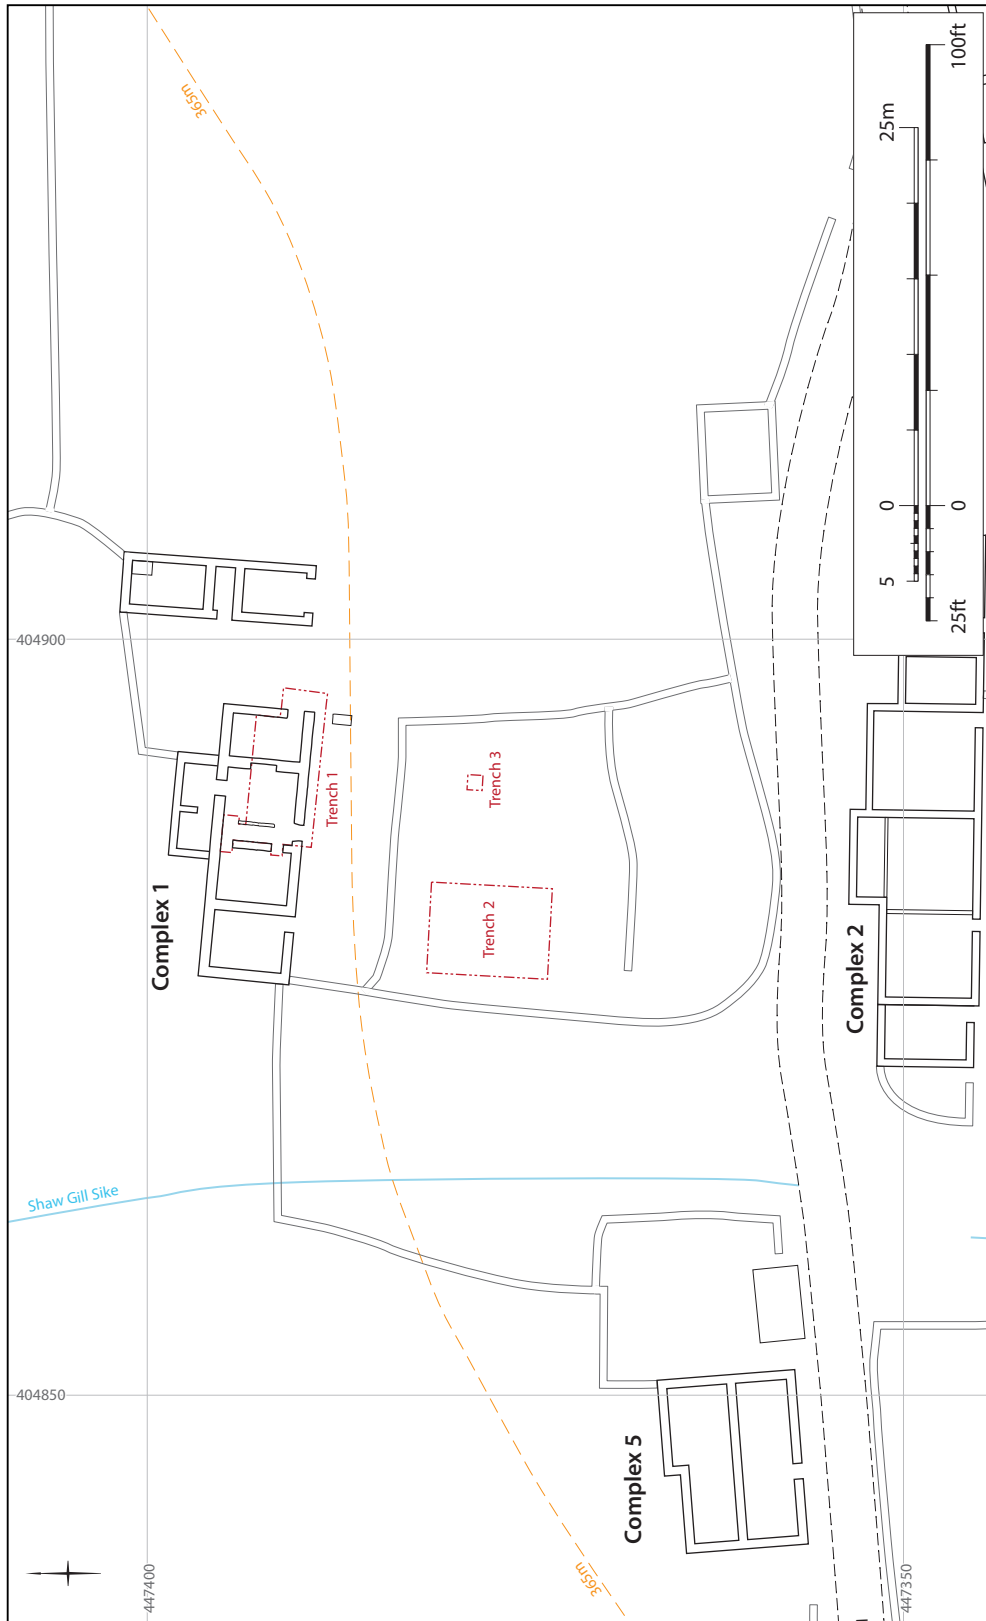 Shaw Gill Sike
365m
Complex 1
Trench 1
Trench 2
Trench 3
Complex 2
Complex 5
365m
404850
404900
447400
447350
5
0
25m
25ft
0
100ft